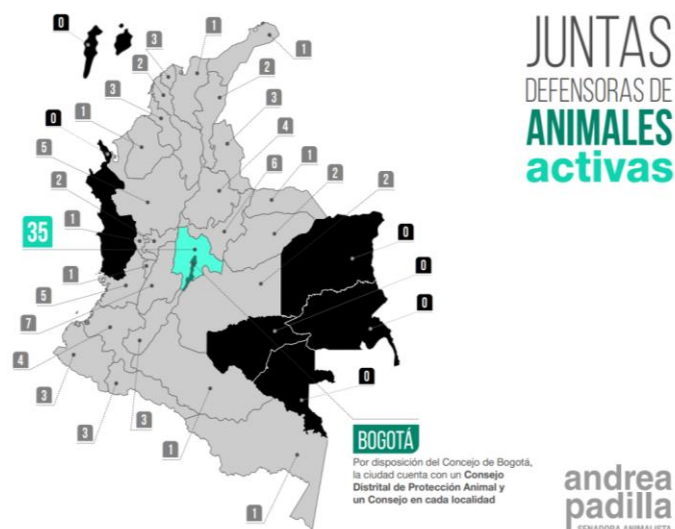 JUNTAS
DEFENSORAS DE
ANIMALES
activas
0
3
1
1
2
2
3
3
1
4
0
6
5
1
2
2
2
1
35
0
0
1
0
5
7
4
0
3
3
3
1
1
BOGOTÁ
Por disposición del Concejo de Bogotá,
la ciudad cuenta con un Consejo
Distrital de Protección Animal y
un Consejo en cada localidad
andrea
padilla
SENADORA ANIMALISTA